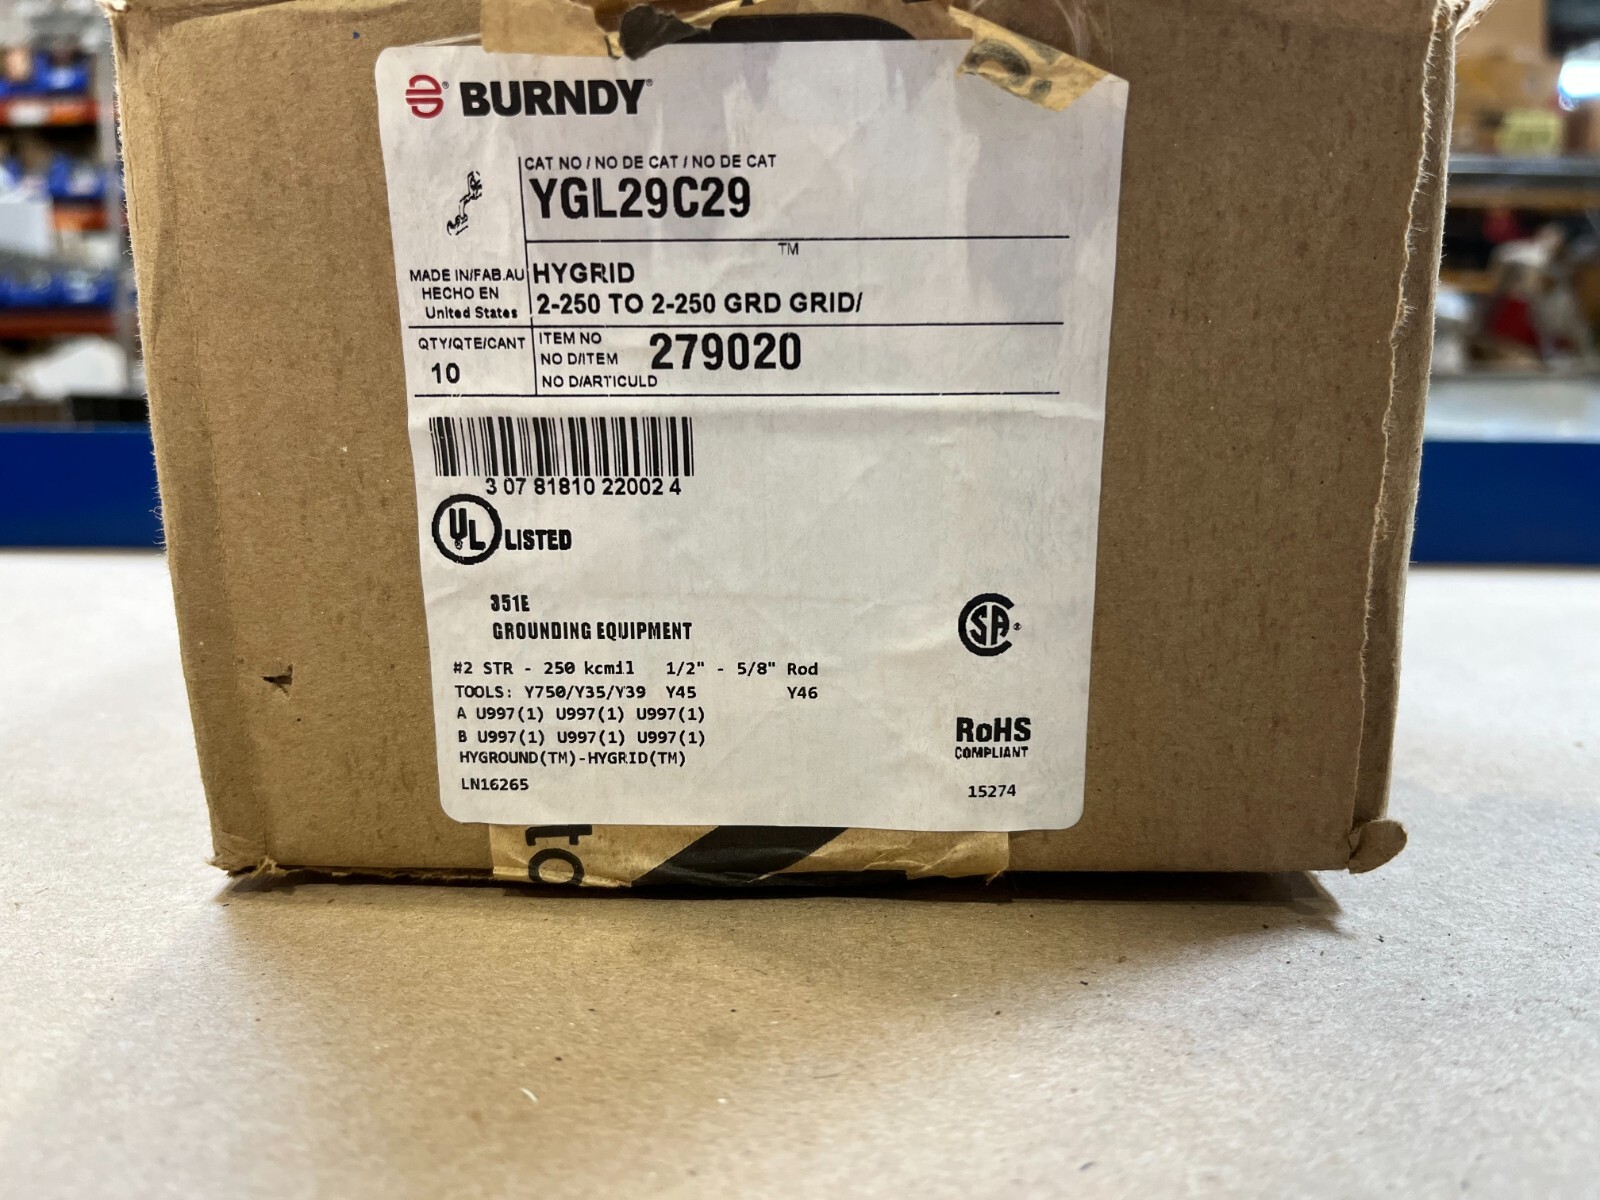 BURNDY®
CAT NO / NO DE CAT / NO DE CAT
YGL29C29
TM
MADE IN/FAB.AU
HECHO EN
United States
HYGRID
2-250 TO 2-250 GRD GRID/
QTY/QTE/CANT
10
ITEM NO
NO D/ITEM
NO D/ARTICULD
279020
3 07 81810 22002 4
UL LISTED
351E
GROUNDING EQUIPMENT
CSA®
#2 STR - 250 kcmil 1/2" - 5/8" Rod
TOOLS: Y750/Y35/Y39 Y45 Y46
A U997(1) U997(1) U997(1)
B U997(1) U997(1) U997(1)
HYGROUND(TM)-HYGRID(TM)
RoHS
COMPLIANT
LN16265
15274
to